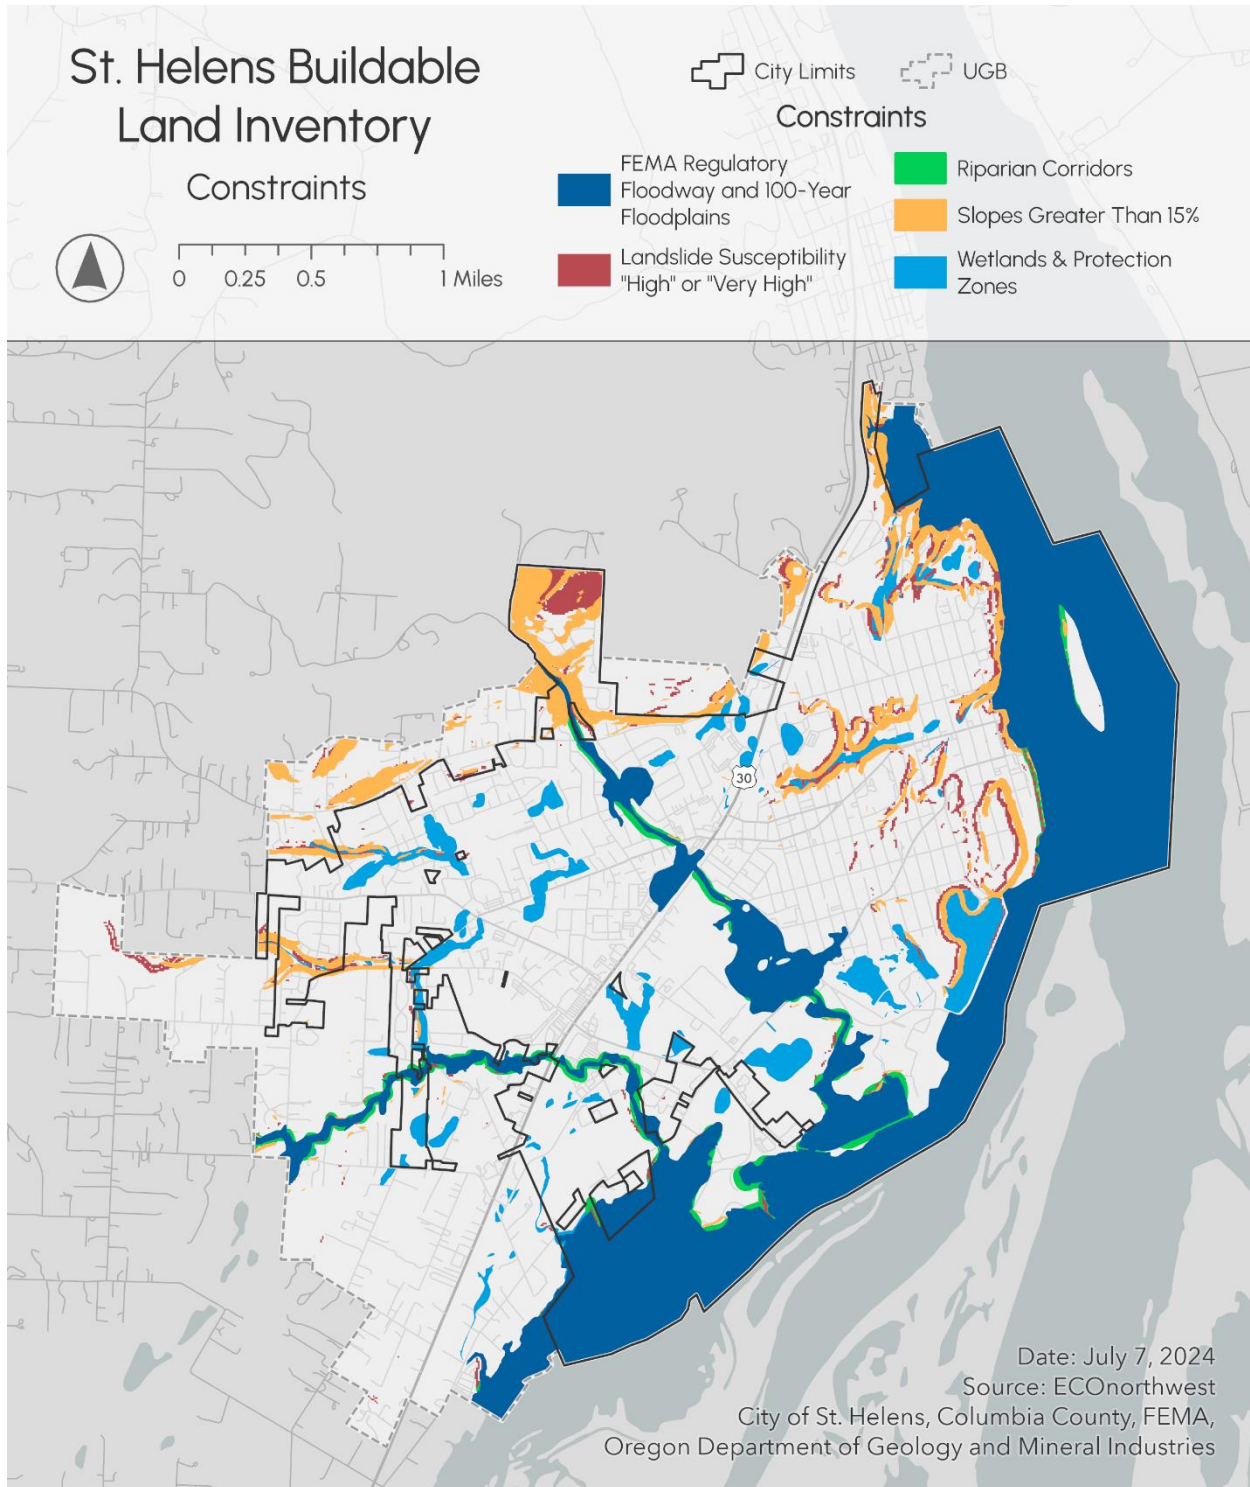 St. Helens Buildable
Land Inventory
Constraints
0 0.25 0.5 1 Miles
City Limits
UGB
Constraints
FEMA Regulatory
Floodway and 100-Year
Floodplains
Landslide Susceptibility
"High" or "Very High"
Riparian Corridors
Slopes Greater Than 15%
Wetlands & Protection
Zones
30
Date: July 7, 2024
Source: ECOnorthwest
City of St. Helens, Columbia County, FEMA,
Oregon Department of Geology and Mineral Industries